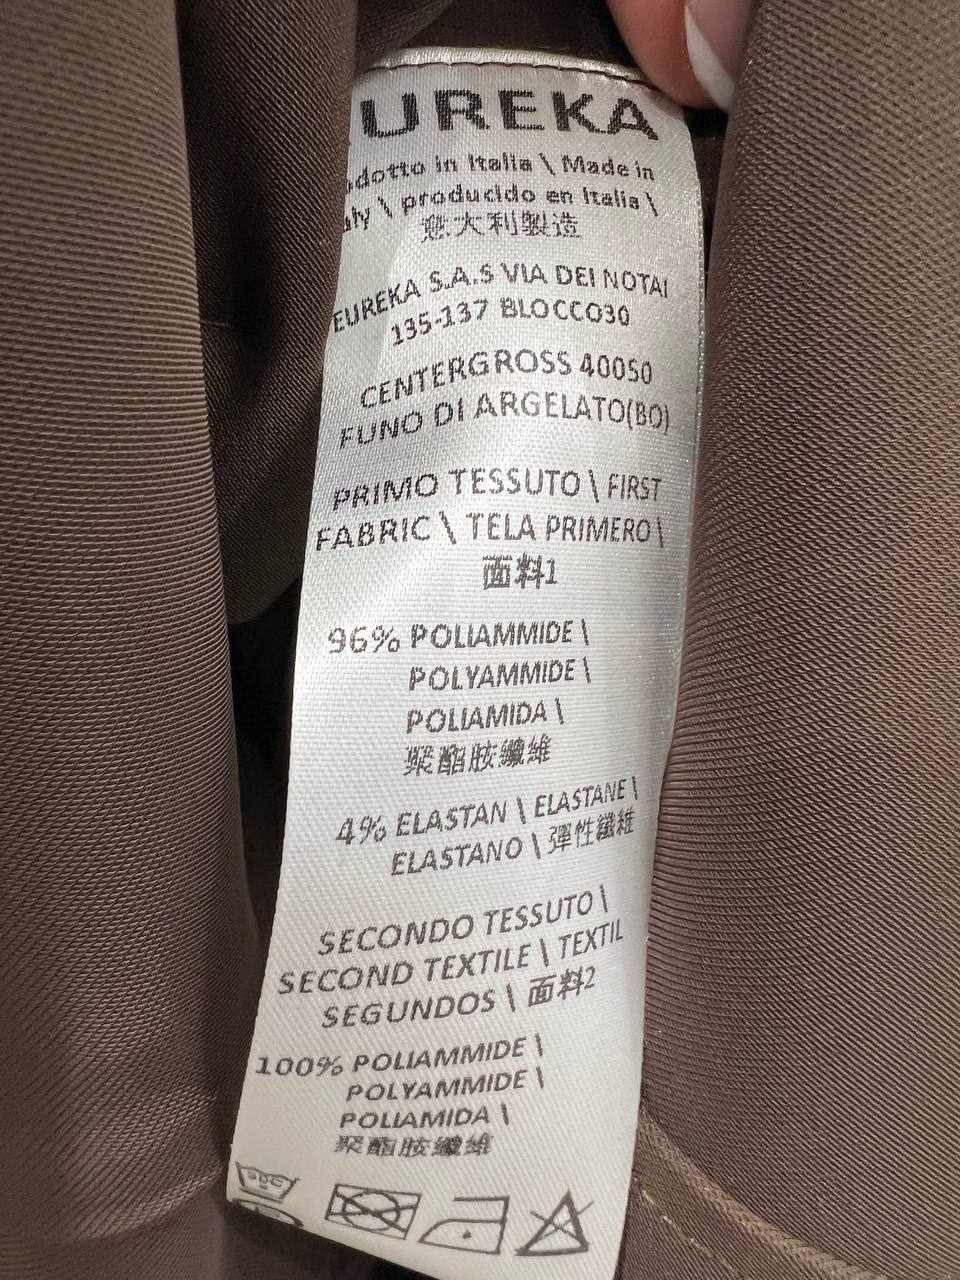 UREKA
odotto in Italia \ Made in
aly \ producido en Italia \
意大利製造
EUREKA S.A.S VIA DEI NOTAI
135-137 BLOCCO30
CENTERGROSS 40050
FUNO DI ARGELATO(BO)
PRIMO TESSUTO \ FIRST
FABRIC \ TELA PRIMERO \
面料1
96% POLIAMMIDE \
POLYAMMIDE \
POLIAMIDA \
聚酯胺纖維
4% ELASTAN \ ELASTANE \
ELASTANO \ 彈性纖維
SECONDO TESSUTO \
SECOND TEXTILE \ TEXTIL
SEGUNDOS \ 面料2
100% POLIAMMIDE \
POLYAMMIDE \
POLIAMIDA \
聚酯胺纖維